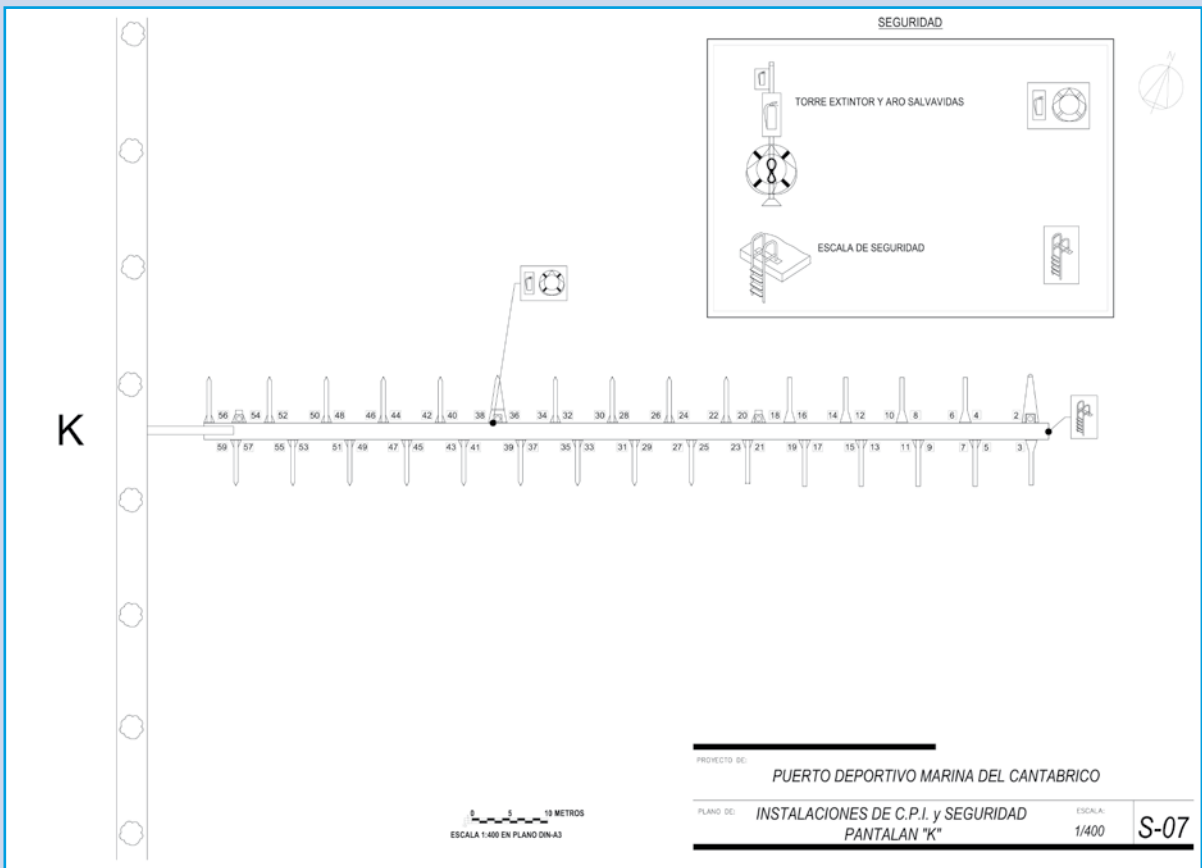 SEGURIDAD
N
TORRE EXTINTOR Y ARO SALVAVIDAS
ESCALA DE SEGURIDAD
K
56 54 52 50 48 46 44 42 40 38 36 34 32 30 28 26 24 22 20 18 16 14 12 10 8 6 4 2
59 57 55 53 51 49 47 45 43 41 39 37 35 33 31 29 27 25 23 21 19 17 15 13 11 9 7 5 3
0 5 10 METROS
ESCALA 1:400 EN PLANO DIN-A3
PROYECTO DE:
PUERTO DEPORTIVO MARINA DEL CANTABRICO
PLANO DE: INSTALACIONES DE C.P.I. y SEGURIDAD
PANTALAN "K"
ESCALA:
1/400
S-07